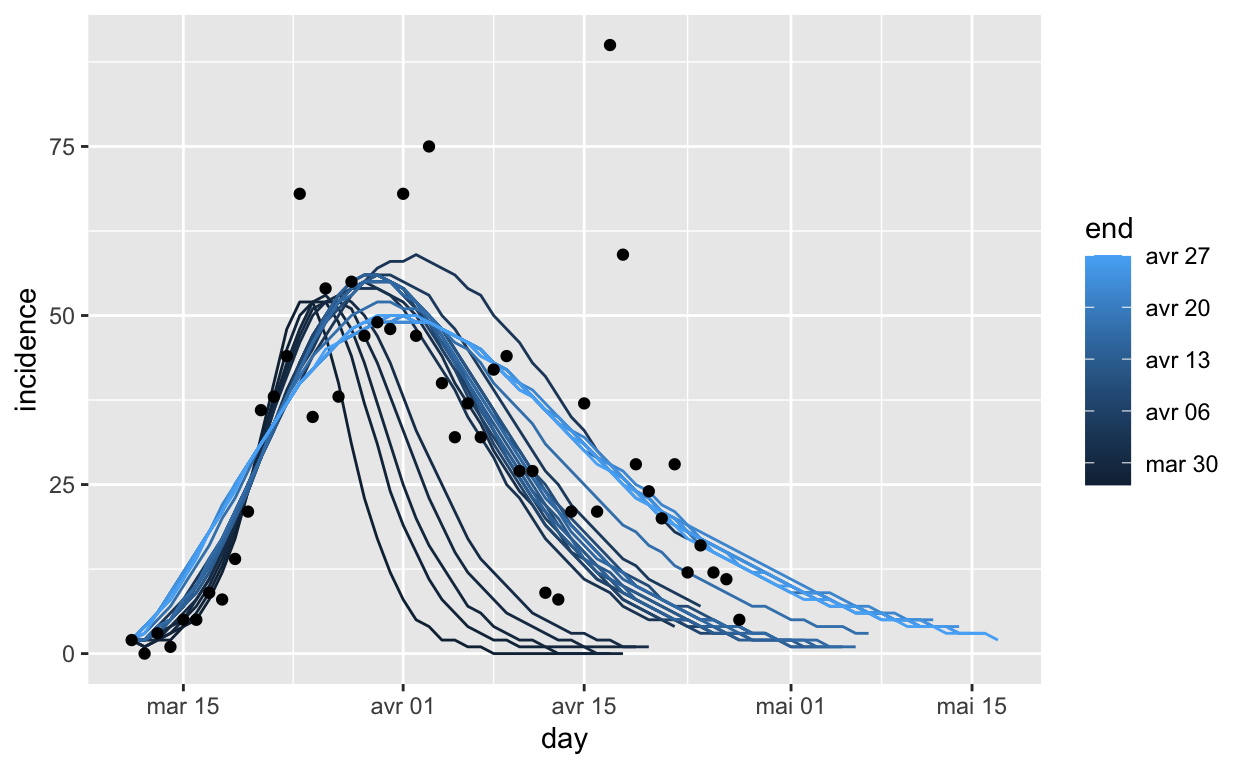 75
50
25
0
incidence
mar 15
avr 01
avr 15
mai 01
mai 15
day
end
avr 27
avr 20
avr 13
avr 06
mar 30